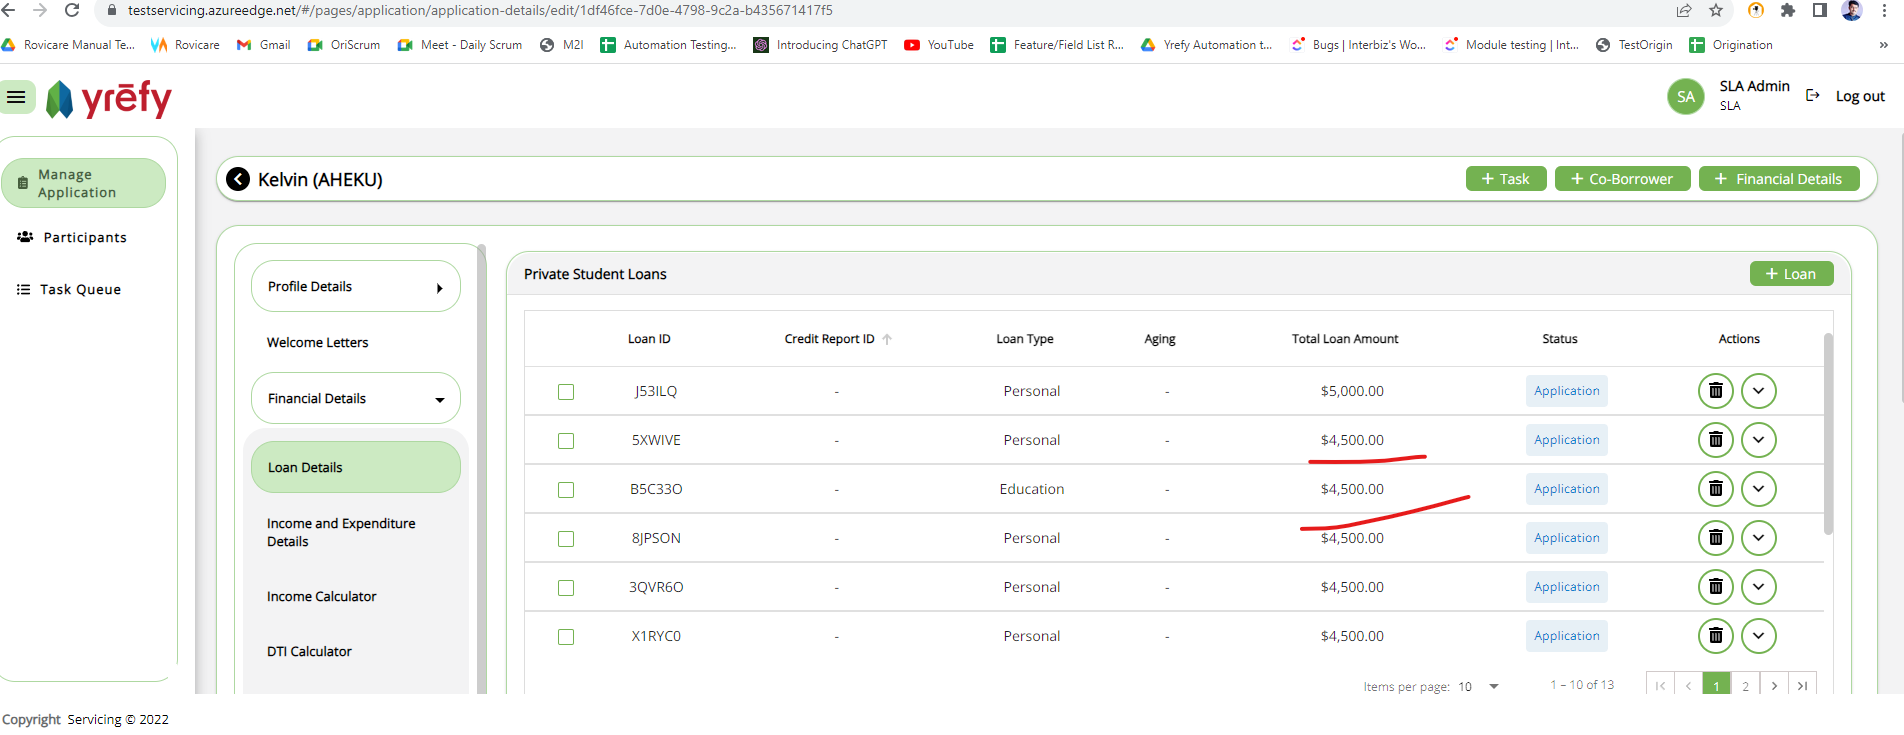 testservicing.azureedge.net/#/pages/application/application-details/edit/1df46fce-7d0e-4798-9c2a-b435671417f5
Rovicare Manual Te... Rovicare Gmail OriScrum Meet - Daily Scrum M2I Automation Testing... Introducing ChatGPT YouTube Feature/Field List R... Yrefy Automation t... Bugs | Interbiz's Wo... Module testing | Int... TestOrigin Origination »
yrēfy
SA
SLA Admin
SLA
Log out
Manage
Application
Participants
Task Queue
Kelvin (AHEKU)
+ Task + Co-Borrower + Financial Details
Profile Details
Welcome Letters
Financial Details
Loan Details
Income and Expenditure
Details
Income Calculator
DTI Calculator
Private Student Loans + Loan
Loan ID Credit Report ID Loan Type Aging Total Loan Amount Status Actions
J53ILQ - Personal - $5,000.00 Application
5XWIVE - Personal - $4,500.00 Application
B5C33O - Education - $4,500.00 Application
8JPSON - Personal - $4,500.00 Application
3QVR6O - Personal - $4,500.00 Application
X1RYC0 - Personal - $4,500.00 Application
Items per page: 10 1 – 10 of 13 1 2
Copyright Servicing © 2022